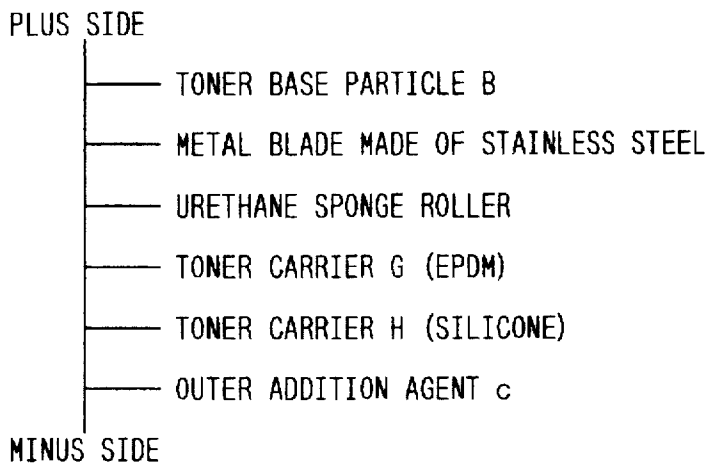 PLUS SIDE
TONER BASE PARTICLE B
METAL BLADE MADE OF STAINLESS STEEL
URETHANE SPONGE ROLLER
TONER CARRIER G (EPDM)
TONER CARRIER H (SILICONE)
OUTER ADDITION AGENT c
MINUS SIDE